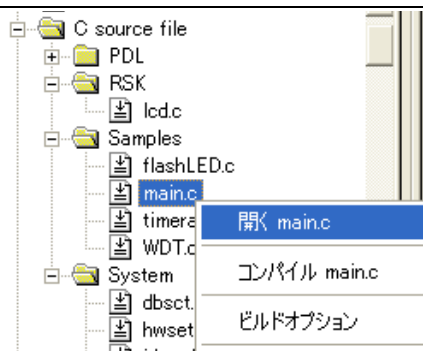 C source file
PDL
RSK
lcd.c
Samples
flashLED.c
main.c
timera
開く main.c
WDT.c
コンパイル main.c
System
dbsct.
ビルドオプション
hwset